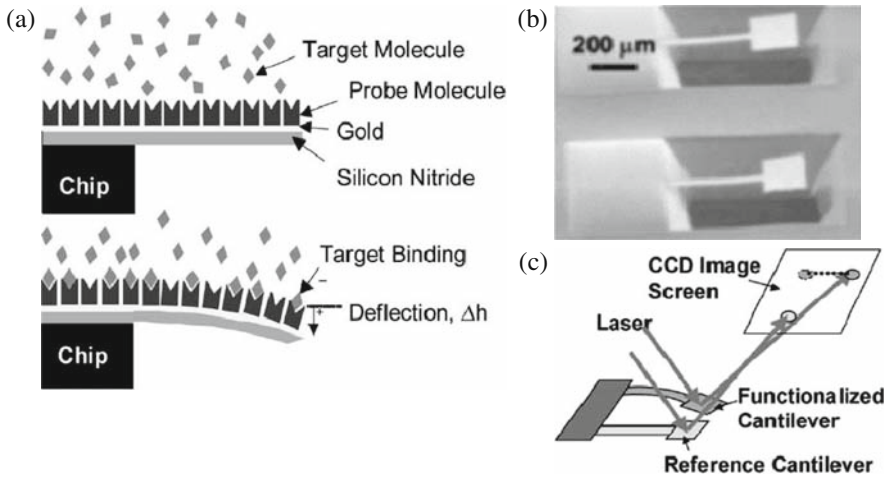 (a)
Target Molecule
Probe Molecule
Gold
Silicon Nitride
Chip
Target Binding
−
+
Deflection, Δh
Chip
(b)
200 μm
(c)
CCD Image
Screen
Laser
Functionalized
Cantilever
Reference Cantilever